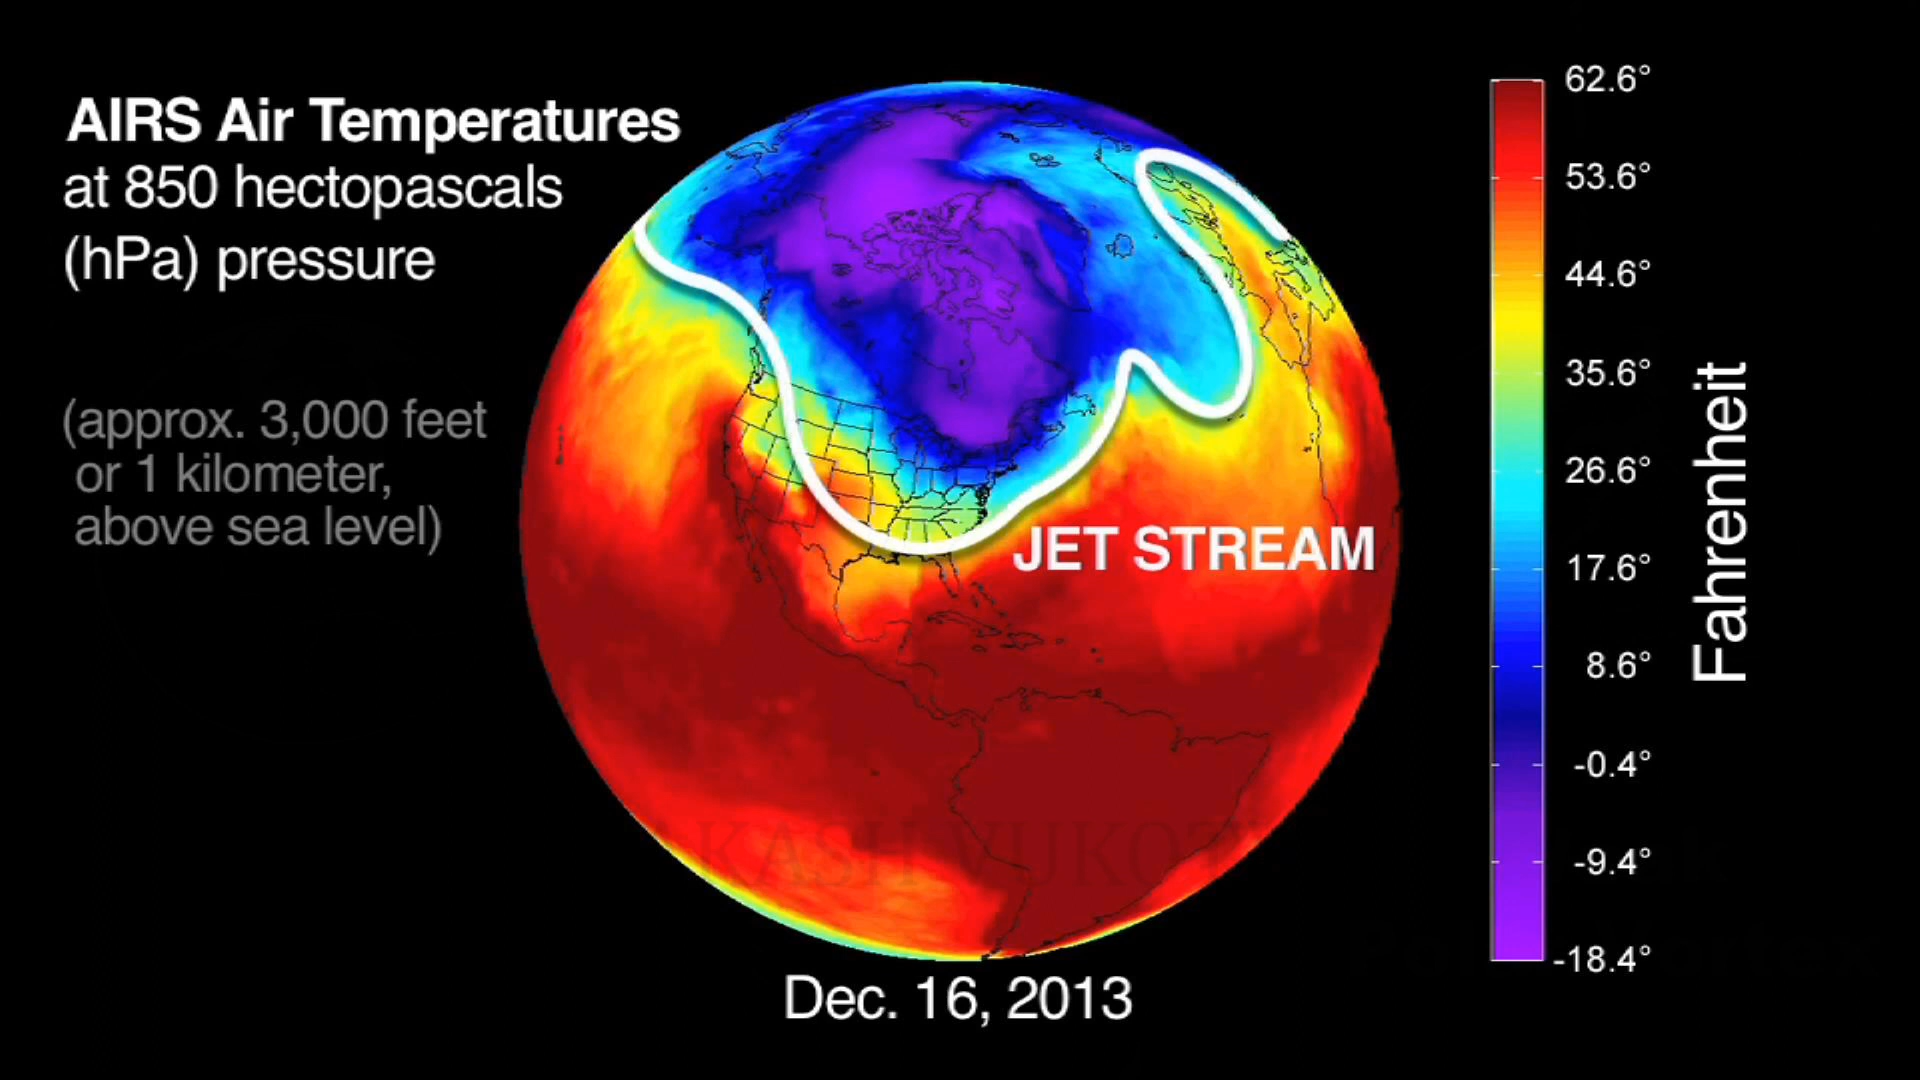 AIRS Air Temperatures
at 850 hectopascals
(hPa) pressure
(approx. 3,000 feet
or 1 kilometer,
above sea level)
JET STREAM
Dec. 16, 2013
62.6°
53.6°
44.6°
35.6°
26.6°
17.6°
8.6°
-0.4°
-9.4°
-18.4°
Fahrenheit